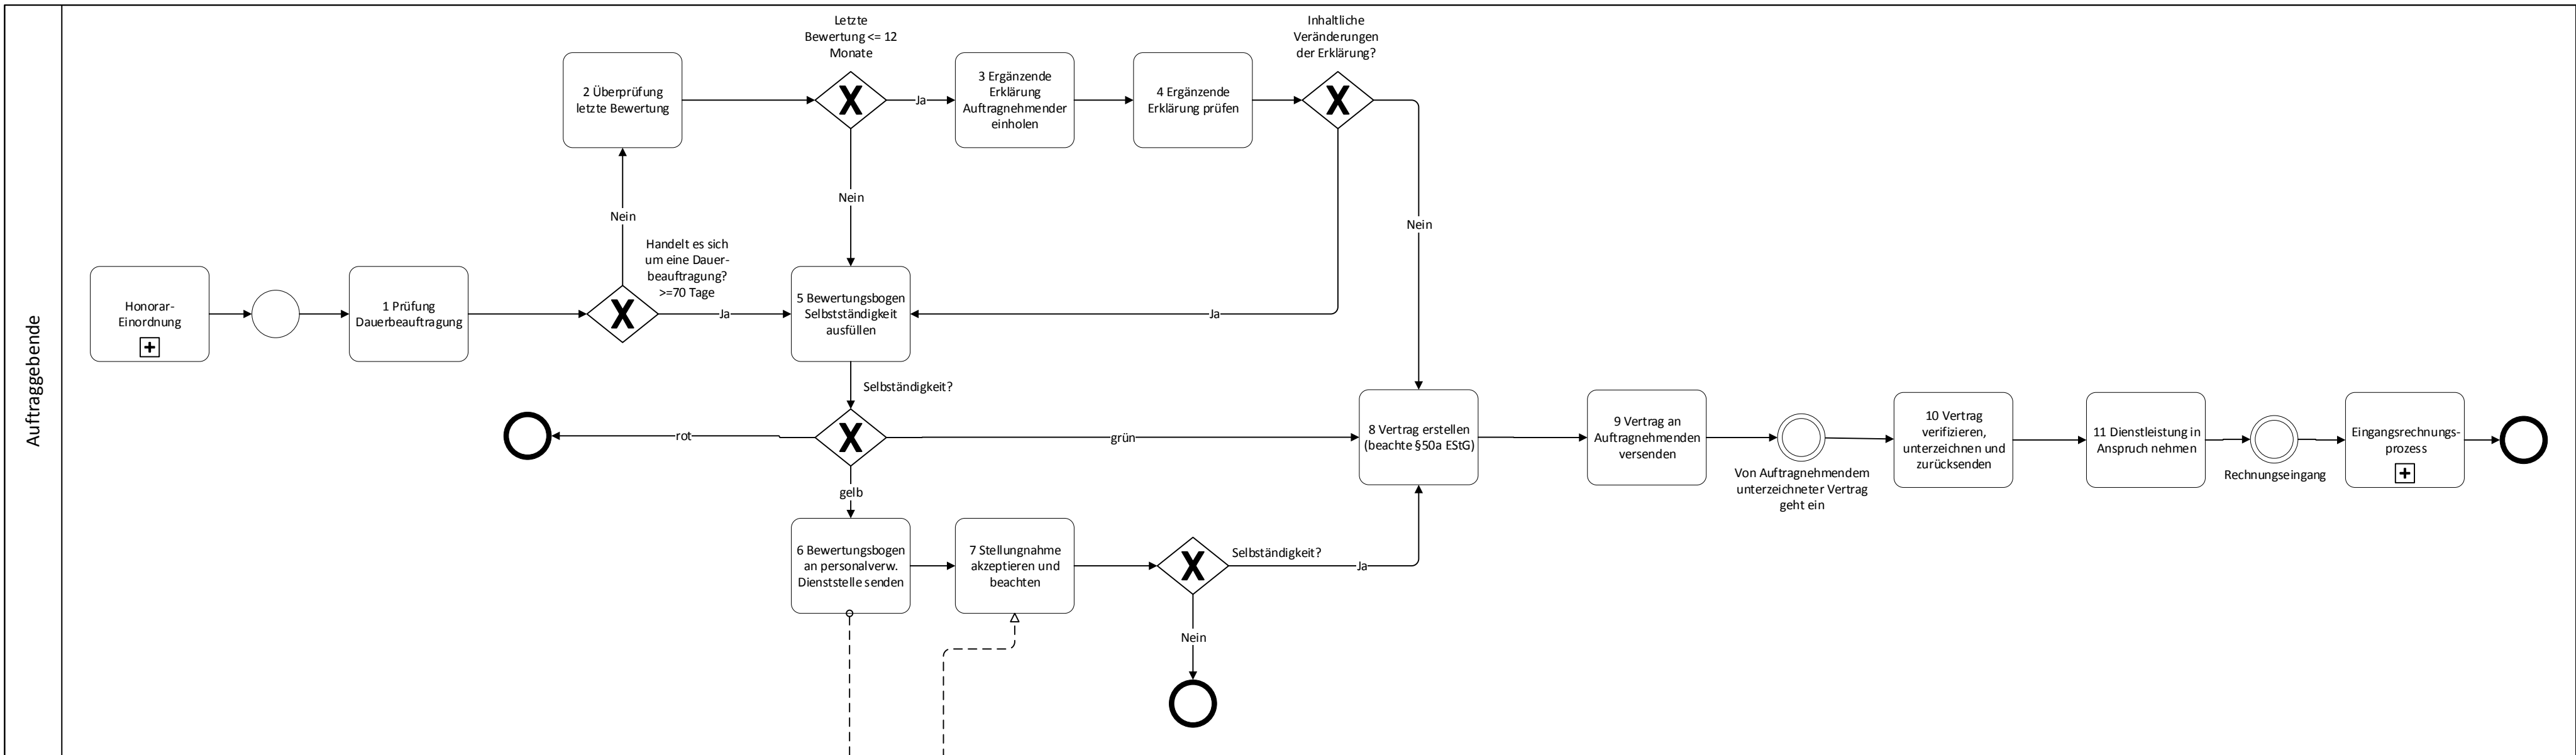 Auftraggebende
Honorar-
Einordnung
1 Prüfung
Dauerbeauftragung
Handelt es sich
um eine Dauer-
beauftragung?
>=70 Tage
Nein
Ja
2 Überprüfung
letzte Bewertung
Letzte
Bewertung <= 12
Monate
Ja
Nein
3 Ergänzende
Erklärung
Auftragnehmender
einholen
4 Ergänzende
Erklärung prüfen
Inhaltliche
Veränderungen
der Erklärung?
Nein
Ja
5 Bewertungsbogen
Selbstständigkeit
ausfüllen
Selbständigkeit?
rot
grün
gelb
6 Bewertungsbogen
an personalverw.
Dienststelle senden
7 Stellungnahme
akzeptieren und
beachten
Selbständigkeit?
Ja
Nein
8 Vertrag erstellen
(beachte §50a EStG)
9 Vertrag an
Auftragnehmenden
versenden
Von Auftragnehmendem
unterzeichneter Vertrag
geht ein
10 Vertrag
verifizieren,
unterzeichnen und
zurücksenden
11 Dienstleistung in
Anspruch nehmen
Rechnungseingang
Eingangsrechnungs-
prozess